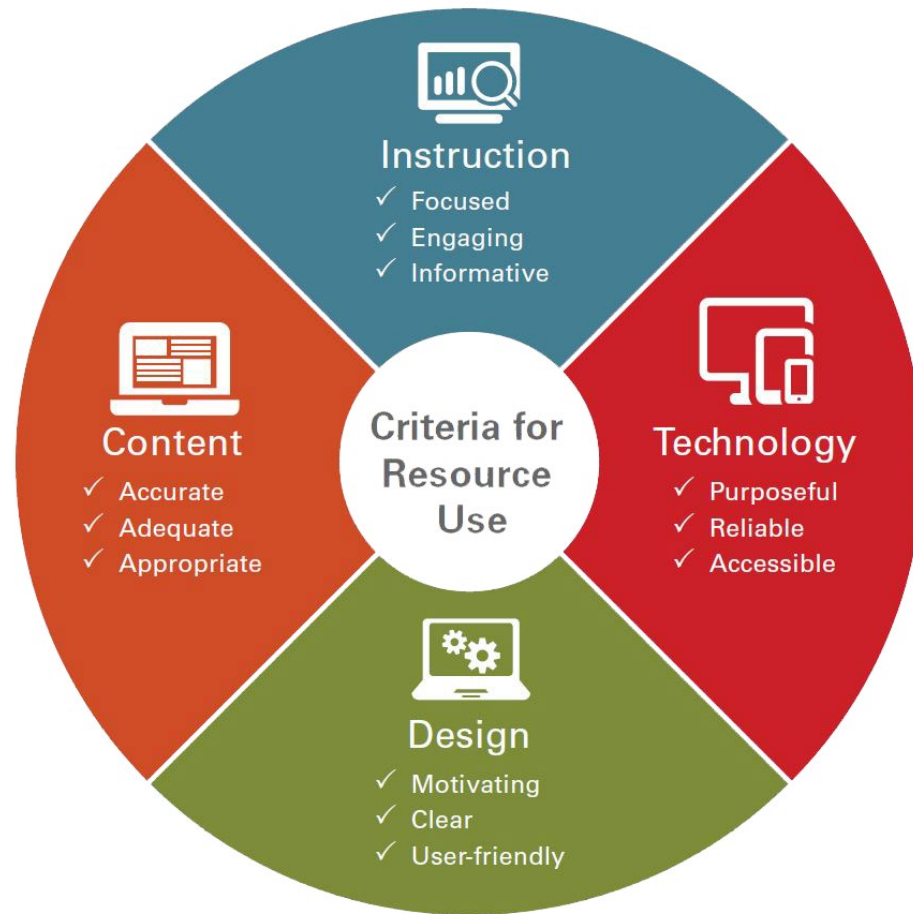 Instruction
✓ Focused
✓ Engaging
✓ Informative
Content
✓ Accurate
✓ Adequate
✓ Appropriate
Criteria for
Resource
Use
Technology
✓ Purposeful
✓ Reliable
✓ Accessible
Design
✓ Motivating
✓ Clear
✓ User-friendly